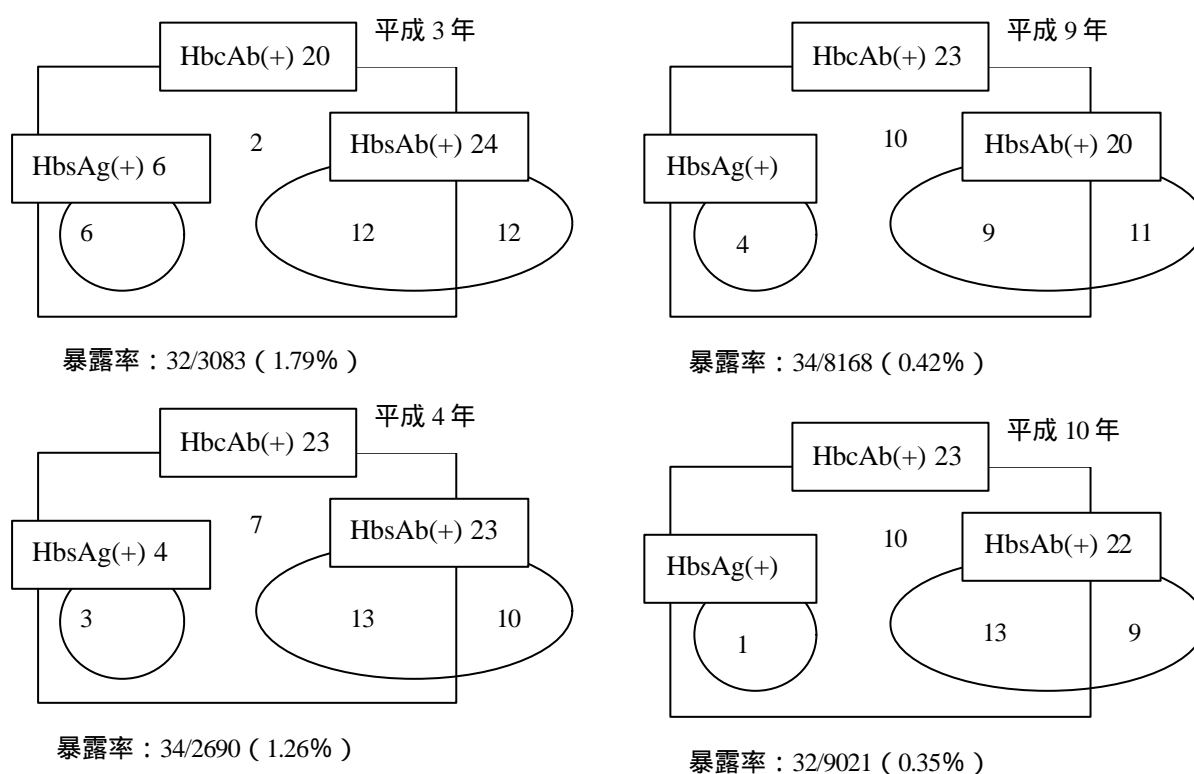 平成 3 年
HbcAb(+) 20
HbsAg(+) 6
2
HbsAb(+) 24
6
12
12
暴露率：32/3083（1.79%）
平成 9 年
HbcAb(+) 23
HbsAg(+)
10
HbsAb(+) 20
4
9
11
暴露率：34/8168（0.42%）
平成 4 年
HbcAb(+) 23
HbsAg(+) 4
7
HbsAb(+) 23
3
13
10
暴露率：34/2690（1.26%）
平成 10 年
HbcAb(+) 23
HbsAg(+)
10
HbsAb(+) 22
1
13
9
暴露率：32/9021（0.35%）